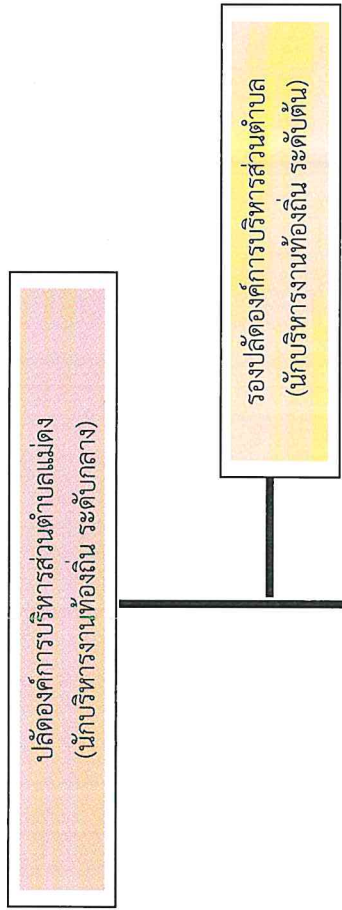 ปลัดองค์การบริหารส่วนตำบลแม่ดง
(นักบริหารงานท้องถิ่น ระดับกลาง)
รองปลัดองค์การบริหารส่วนตำบล
(นักบริหารงานท้องถิ่น ระดับต้น)